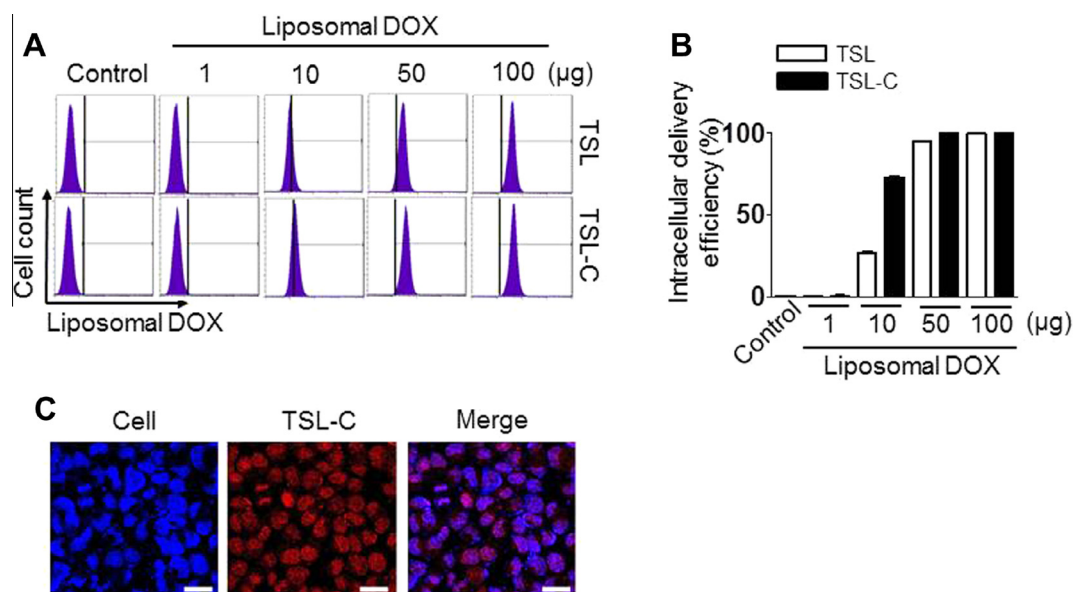 A
Liposomal DOX
Control 1 10 50 100 (μg)
TSL
TSL-C
Cell count
Liposomal DOX
B
TSL
TSL-C
Intracellular delivery
efficiency (%)
100
50
0
Control 1 10 50 100 (μg)
Liposomal DOX
C
Cell TSL-C Merge